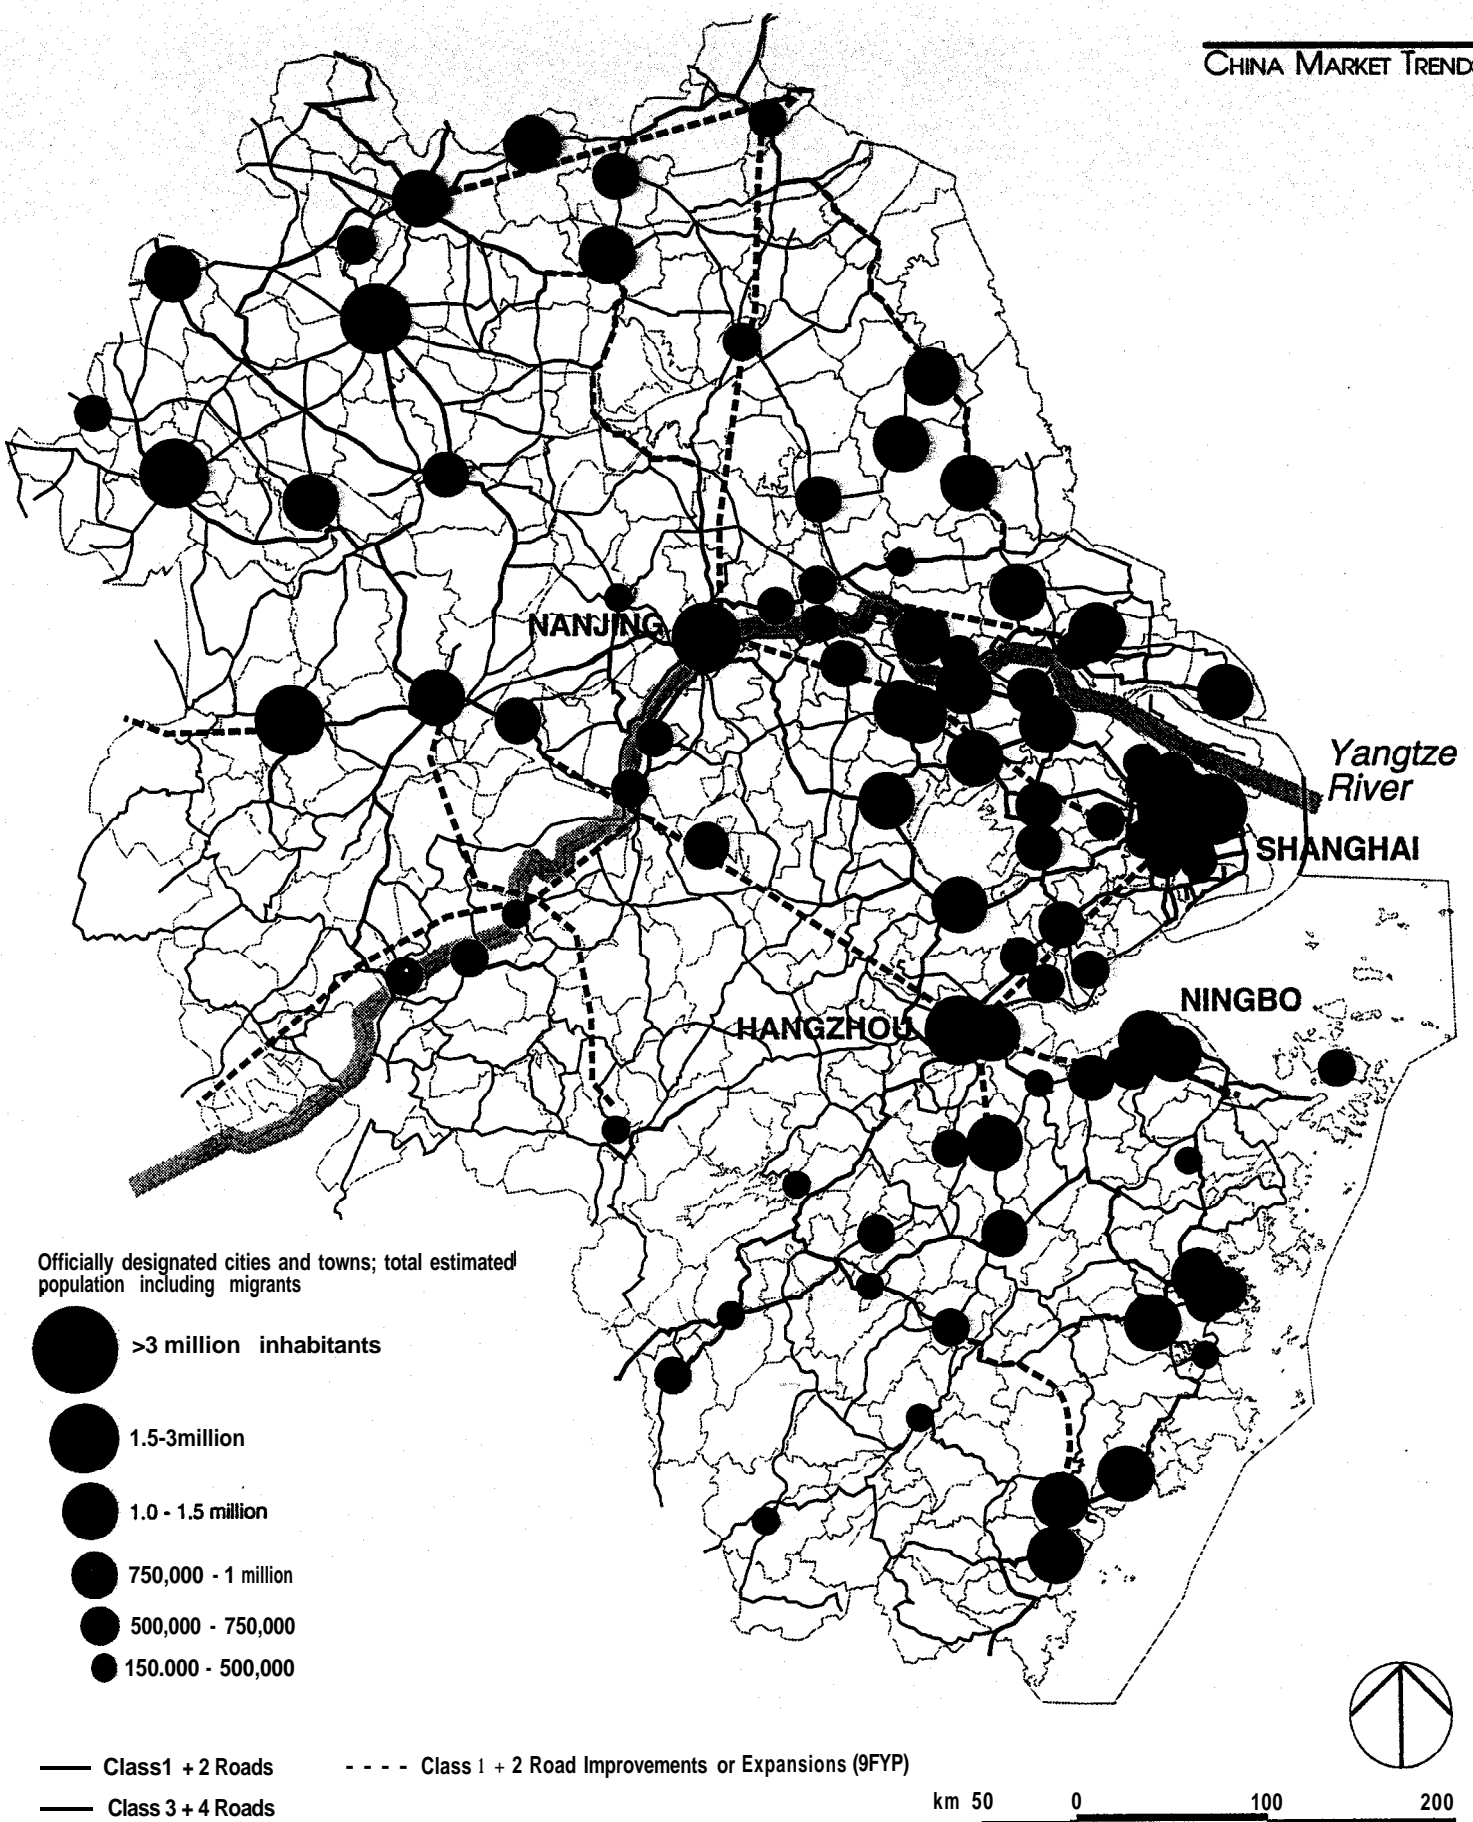 CHINA MARKET TREND
NANJING
Yangtze
River
SHANGHAI
NINGBO
HANGZHOU
Officially designated cities and towns; total estimated
population including migrants
>3 million inhabitants
1.5-3million
1.0 - 1.5 million
750,000 - 1 million
500,000 - 750,000
150.000 - 500,000
Class1 + 2 Roads
- - - - Class 1 + 2 Road Improvements or Expansions (9FYP)
Class 3 + 4 Roads
km 50 0 100 200